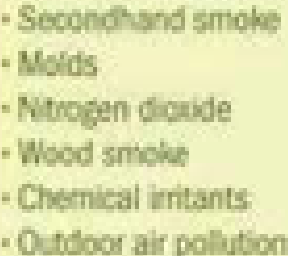 · Secondhand smoke
· Molds
· Nitrogen dioxide
· Wood smoke
· Chemical irritants
· Outdoor air pollution